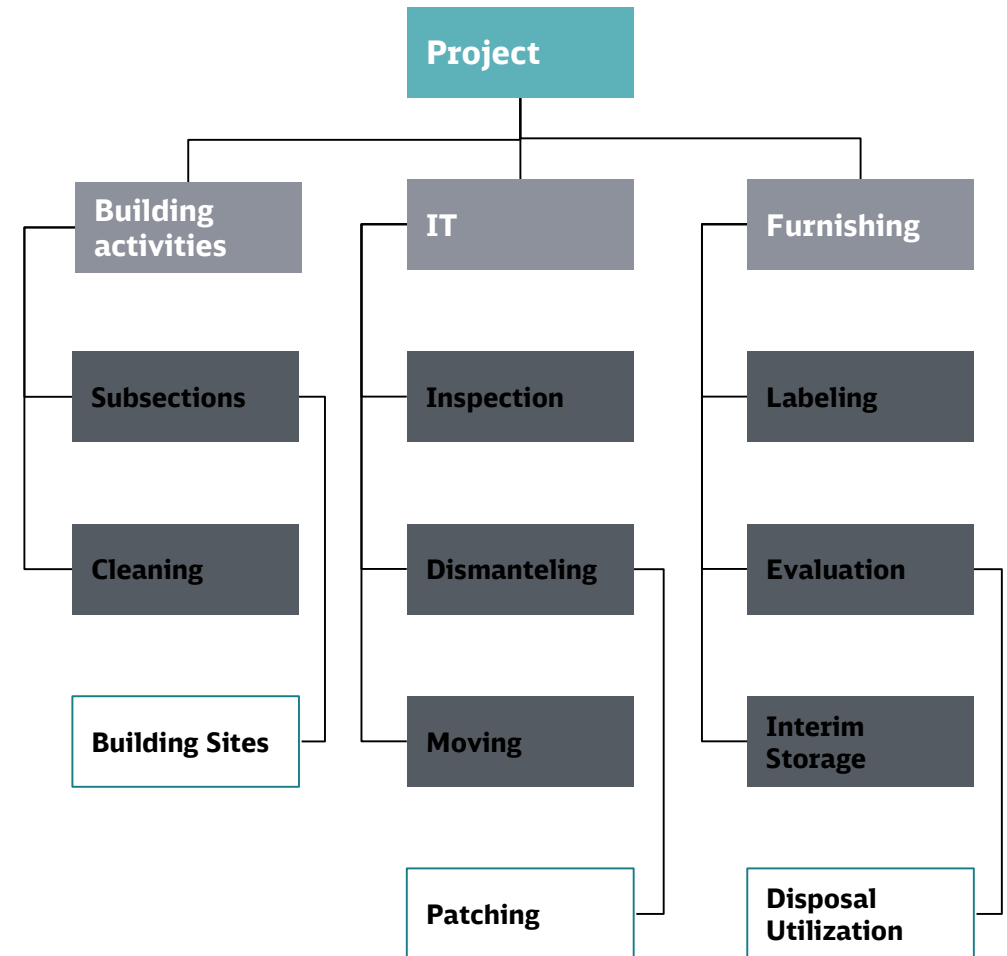 Project
Building
activities
IT
Furnishing
Subsections
Inspection
Labeling
Cleaning
Dismanteling
Evaluation
Building Sites
Moving
Interim
Storage
Patching
Disposal
Utilization